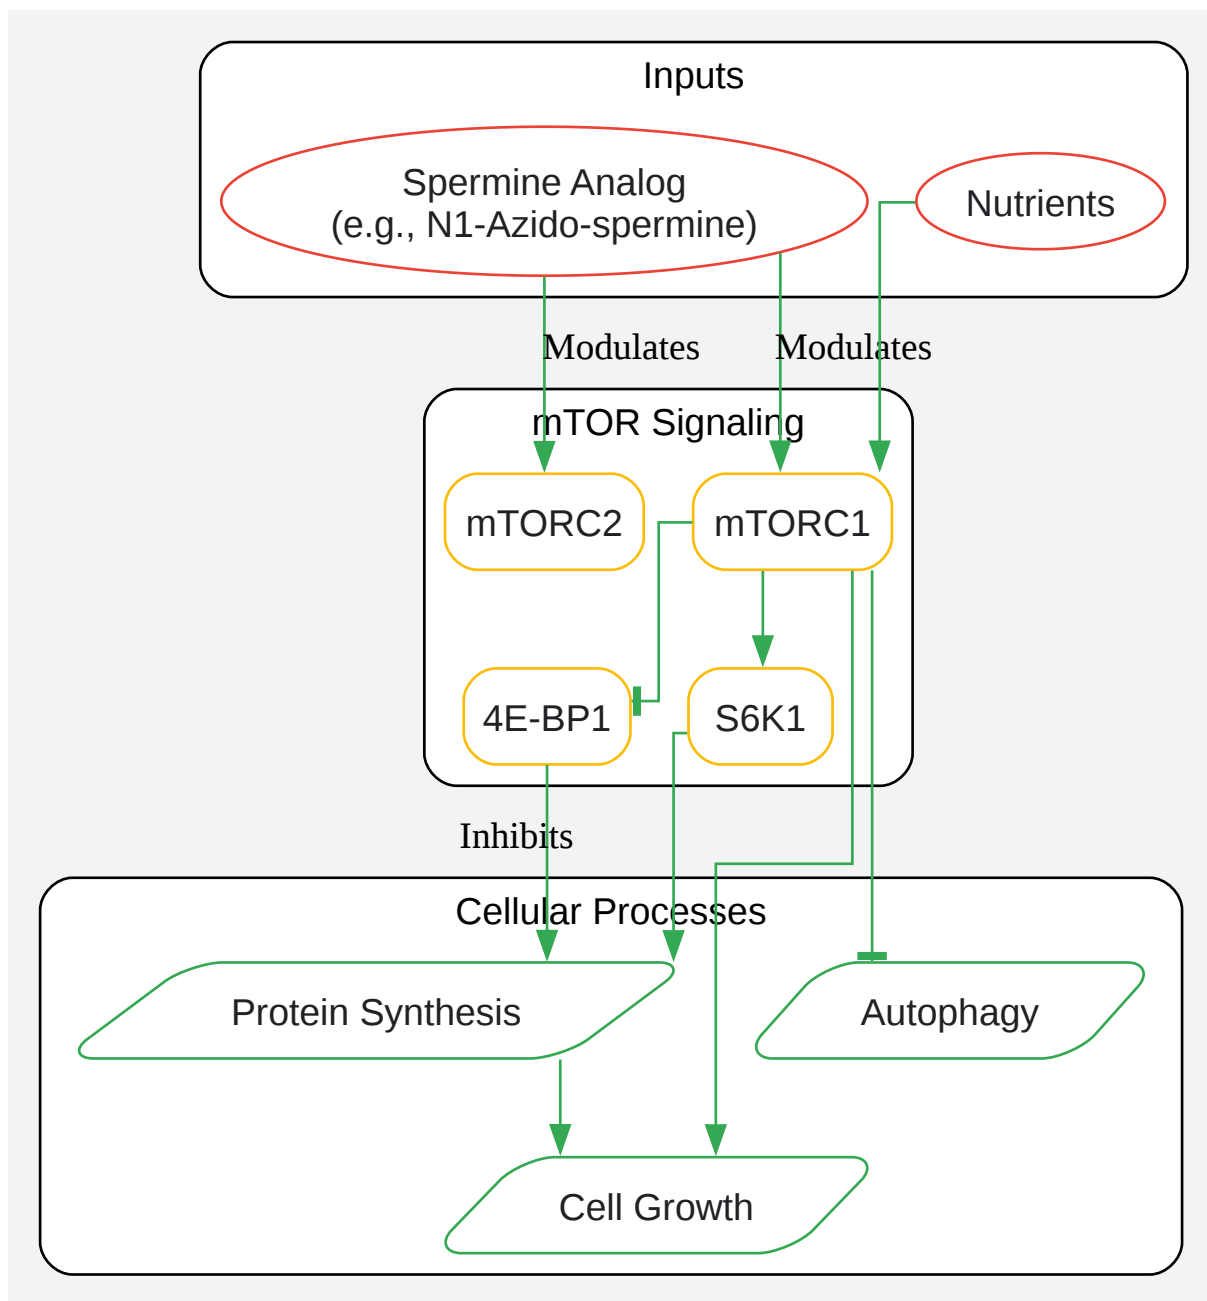 Inputs
Spermine Analog
(e.g., N1-Azido-spermine)
Nutrients
Modulates
Modulates
mTOR Signaling
mTORC2
mTORC1
4E-BP1
S6K1
Inhibits
Cellular Processes
Protein Synthesis
Autophagy
Cell Growth